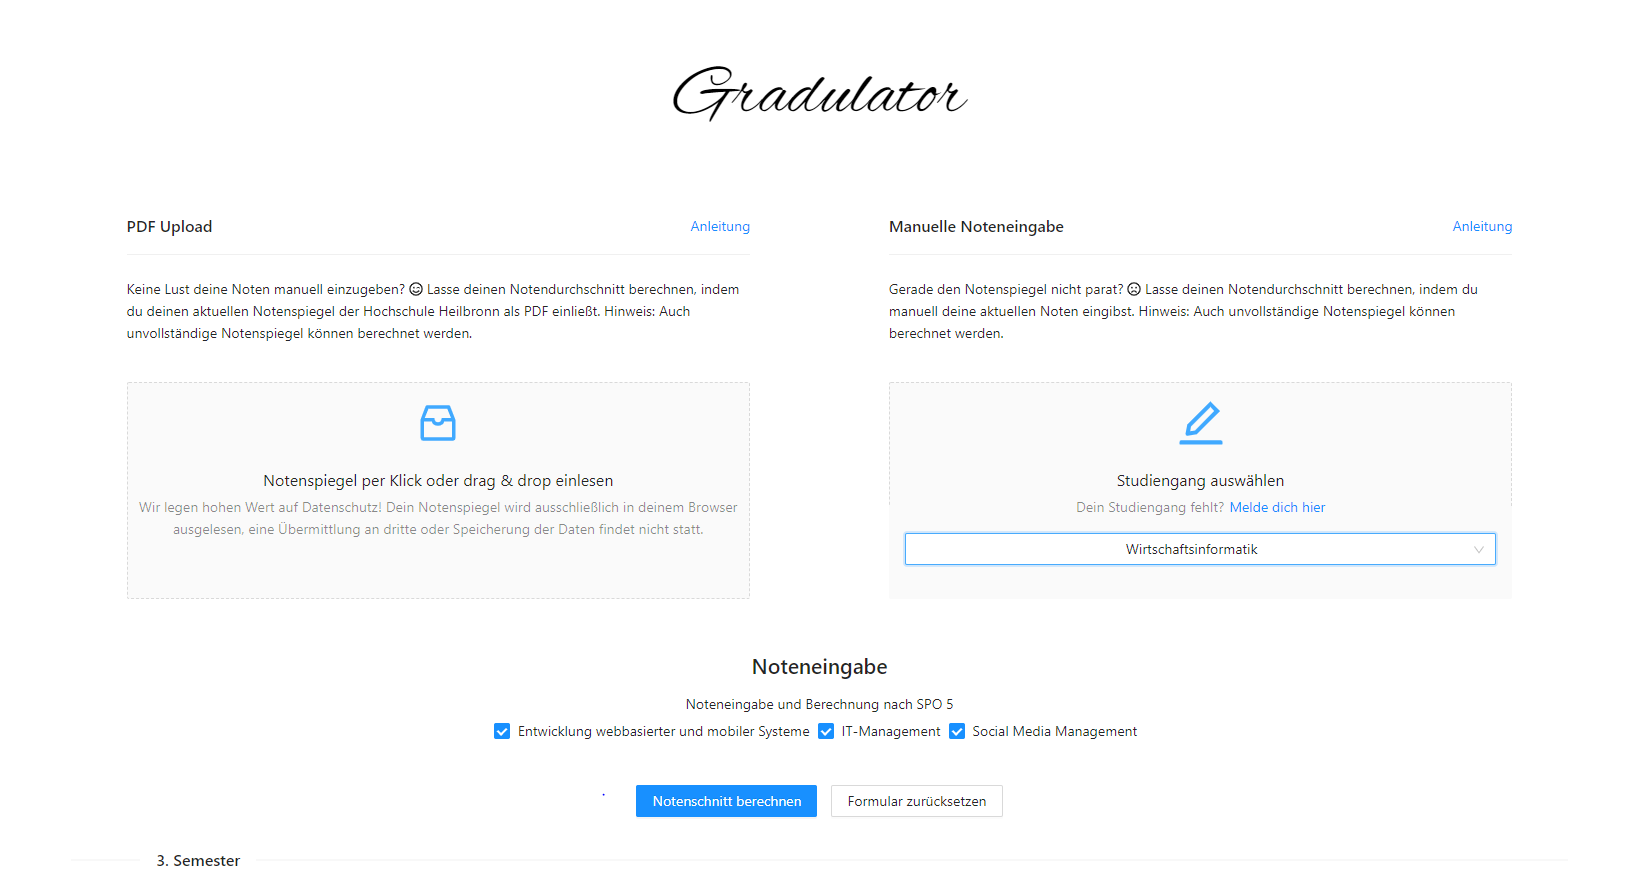 Gradulator
PDF Upload
Anleitung
Keine Lust deine Noten manuell einzugeben? Lasse deinen Notendurchschnitt berechnen, indem
du deinen aktuellen Notenspiegel der Hochschule Heilbronn als PDF einließt. Hinweis: Auch
unvollständige Notenspiegel können berechnet werden.
Notenspiegel per Klick oder drag & drop einlesen
Wir legen hohen Wert auf Datenschutz! Dein Notenspiegel wird ausschließlich in deinem Browser
ausgelesen, eine Übermittlung an dritte oder Speicherung der Daten findet nicht statt.
Manuelle Noteneingabe
Anleitung
Gerade den Notenspiegel nicht parat? Lasse deinen Notendurchschnitt berechnen, indem du
manuell deine aktuellen Noten eingibst. Hinweis: Auch unvollständige Notenspiegel können
berechnet werden.
Studiengang auswählen
Dein Studiengang fehlt? Melde dich hier
Wirtschaftsinformatik
Noteneingabe
Noteneingabe und Berechnung nach SPO 5
Entwicklung webbasierter und mobiler Systeme IT-Management Social Media Management
Notenschnitt berechnen
Formular zurücksetzen
3. Semester